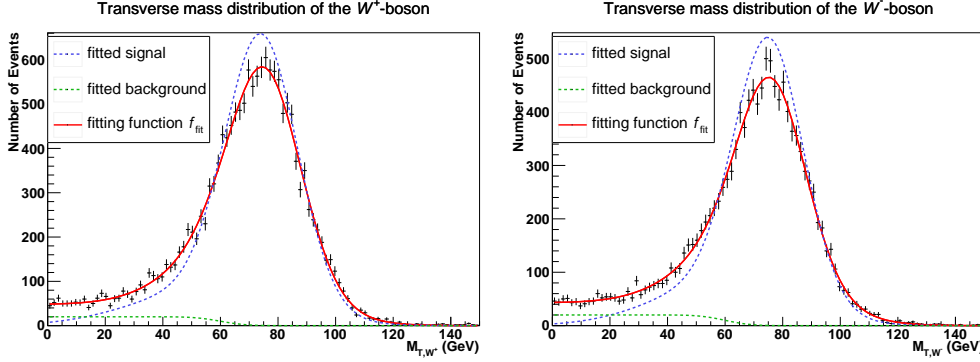 Transverse mass distribution of the W⁺-boson
Number of Events
600
500
400
300
200
100
0
fitted signal
fitted background
fitting function f_fit
0 20 40 60 80 100 120 140
M_T,W⁺ (GeV)
Transverse mass distribution of the W⁻-boson
Number of Events
500
400
300
200
100
0
fitted signal
fitted background
fitting function f_fit
0 20 40 60 80 100 120 140
M_T,W⁻ (GeV)